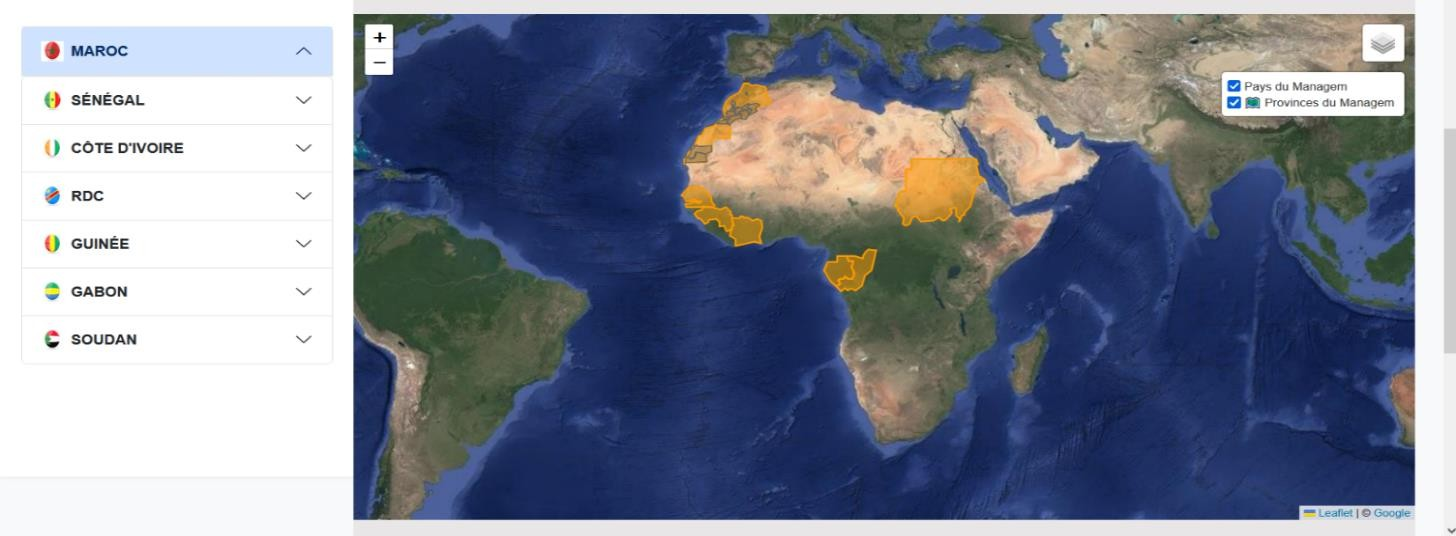 MAROC
SÉNÉGAL
CÔTE D'IVOIRE
RDC
GUINÉE
GABON
SOUDAN
+
−
Pays du Managem
Provinces du Managem
Leaflet | © Google